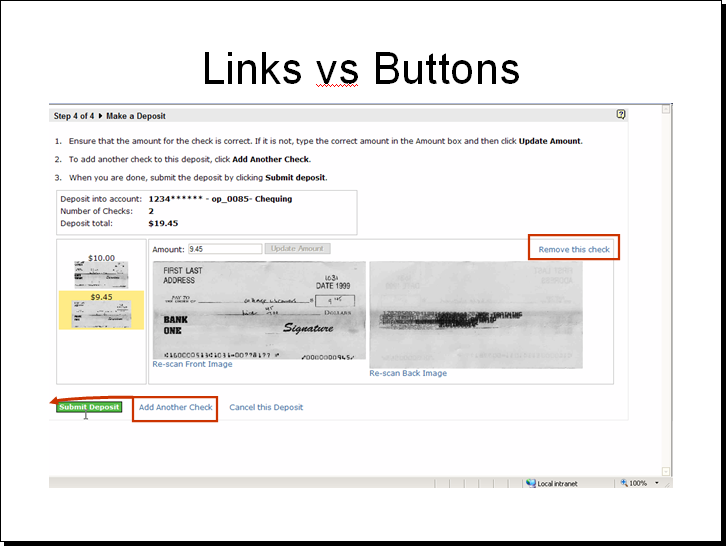 Links vs Buttons
Step 4 of 4 ▶ Make a Deposit
1. Ensure that the amount for the check is correct. If it is not, type the correct amount in the Amount box and then click Update Amount.
2. To add another check to this deposit, click Add Another Check.
3. When you are done, submit the deposit by clicking Submit deposit.
Deposit into account: 1234****** - op_0085- Chequing
Number of Checks: 2
Deposit total: $19.45
$10.00
$9.45
Amount: 9.45 Update Amount
Remove this check
FIRST LAST
ADDRESS
1031
DATE 1999
PAY TO
9 45
DOLLARS
BANK
ONE
Signature
Re-scan Front Image
Re-scan Back Image
Submit Deposit Add Another Check Cancel this Deposit
Local intranet 100%